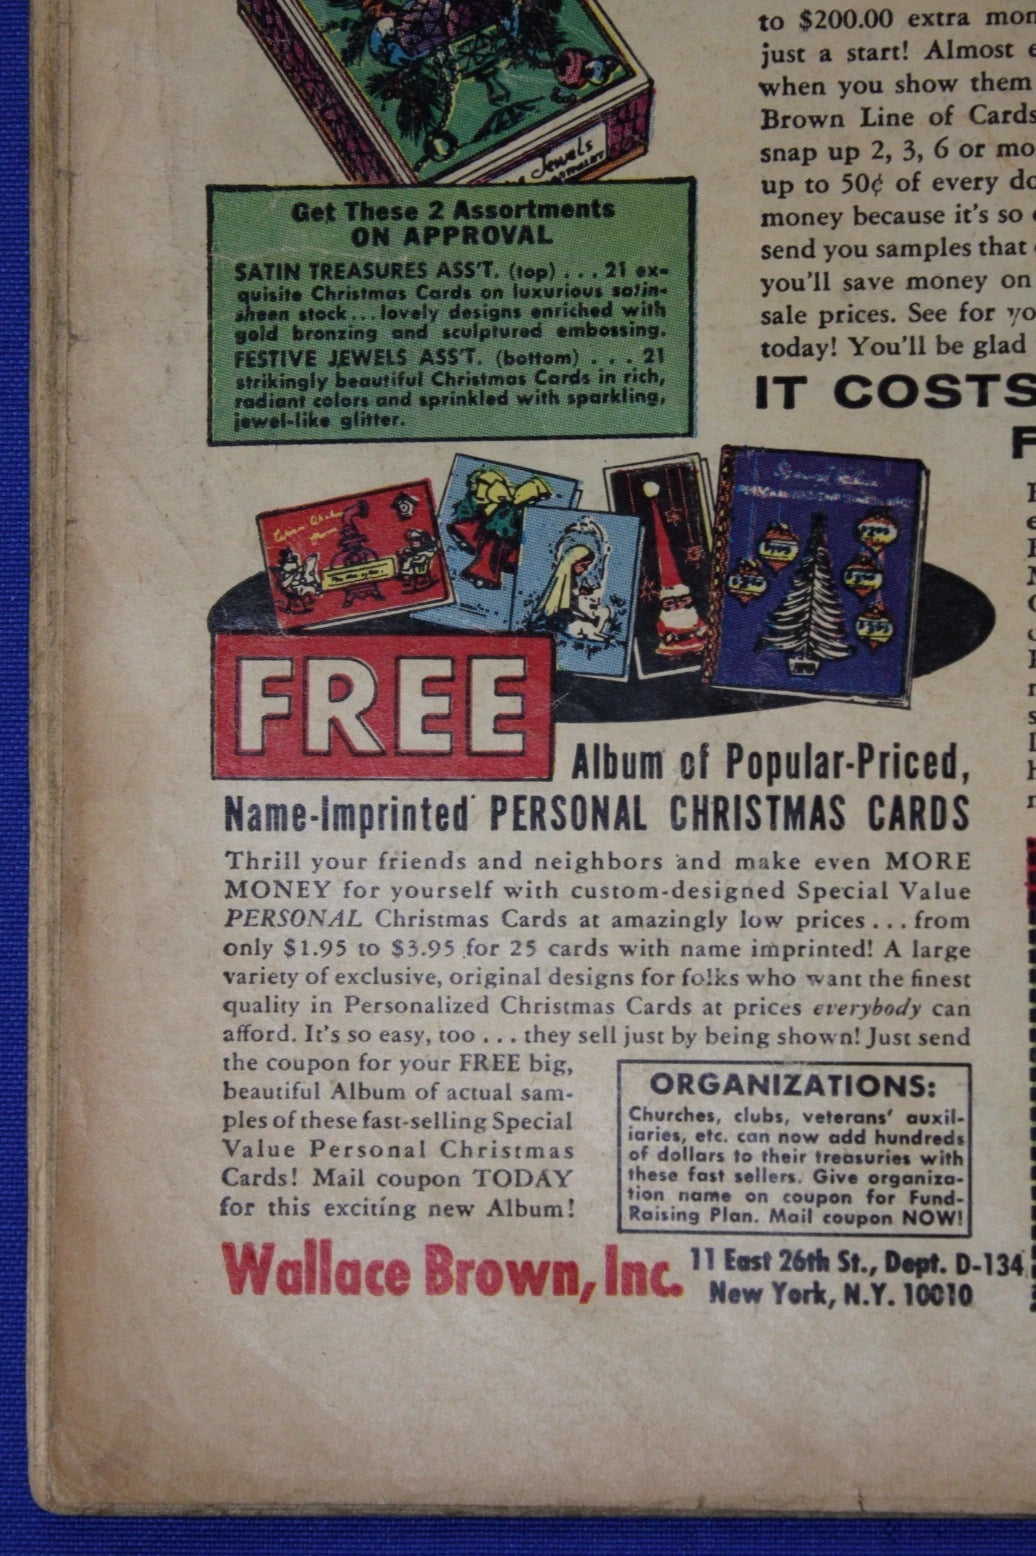 Jewels
Get These 2 Assortments
ON APPROVAL
SATIN TREASURES ASS'T. (top) . . . 21 ex-
quisite Christmas Cards on luxurious satin-
sheen stock...lovely designs enriched with
gold bronzing and sculptured embossing.
FESTIVE JEWELS ASS'T. (bottom) . . . 21
strikingly beautiful Christmas Cards in rich,
radiant colors and sprinkled with sparkling,
jewel-like glitter.
to $200.00 extra
just a start! Almost
when you show them
Brown Line of Cards
snap up 2, 3, 6 or
up to 50¢ of every
money because it's so
send you samples that
you'll save money on
sale prices. See for
today! You'll be glad
IT COSTS
FREE
Album of Popular-Priced,
Name-Imprinted PERSONAL CHRISTMAS CARDS
Thrill your friends and neighbors and make even MORE
MONEY for yourself with custom-designed Special Value
PERSONAL Christmas Cards at amazingly low prices...from
only $1.95 to $3.95 for 25 cards with name imprinted! A large
variety of exclusive, original designs for folks who want the finest
quality in Personalized Christmas Cards at prices everybody can
afford. It's so easy, too . . . they sell just by being shown! Just send
the coupon for your FREE big,
beautiful Album of actual sam-
ples of these fast-selling Special
Value Personal Christmas
Cards! Mail coupon TODAY
for this exciting new Album!
ORGANIZATIONS:
Churches, clubs, veterans' auxil-
iaries, etc. can now add hundreds
of dollars to their treasuries with
these fast sellers. Give organiza-
tion name on coupon for Fund-
Raising Plan. Mail coupon NOW!
Wallace Brown, Inc.
11 East 26th St., Dept. D-134
New York, N.Y. 10010